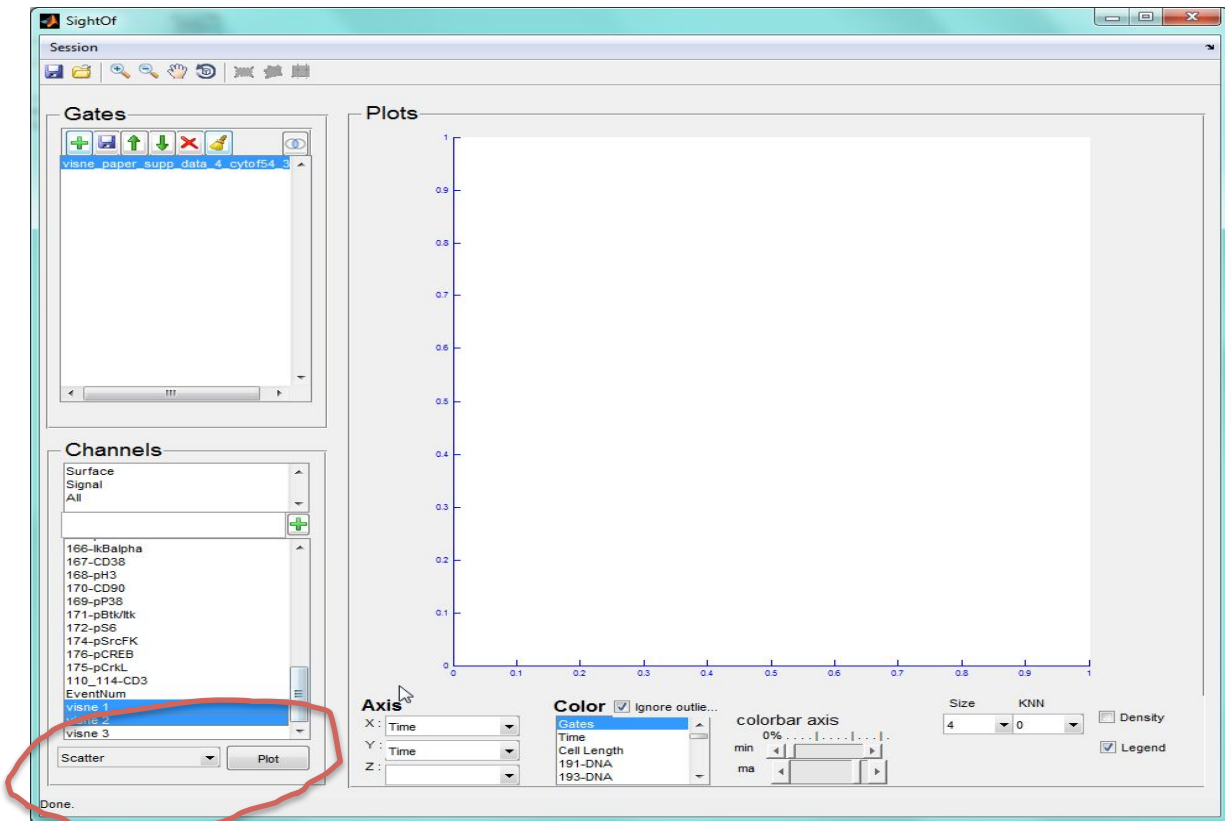 SightOf
Session
Gates
visne_paper_supp_data_4_cytof54_3
Channels
Surface
Signal
All
166-IkBalpha
167-CD38
168-pH3
170-CD90
169-pP38
171-pBtk/Itk
172-pS6
174-pSrcFK
176-pCREB
175-pCrkL
110_114-CD3
EventNum
visne 1
visne 2
visne 3
Scatter
Plot
Done.
Plots
1
0.9
0.8
0.7
0.6
0.5
0.4
0.3
0.2
0.1
0
0 0.1 0.2 0.3 0.4 0.5 0.6 0.7 0.8 0.9 1
Axis
X : Time
Y : Time
Z :
Color Ignore outlie...
Gates
Time
Cell Length
191-DNA
193-DNA
colorbar axis
0% . . . . | . . . . | . . . . | .
min
ma
Size KNN
4 0
Density
Legend